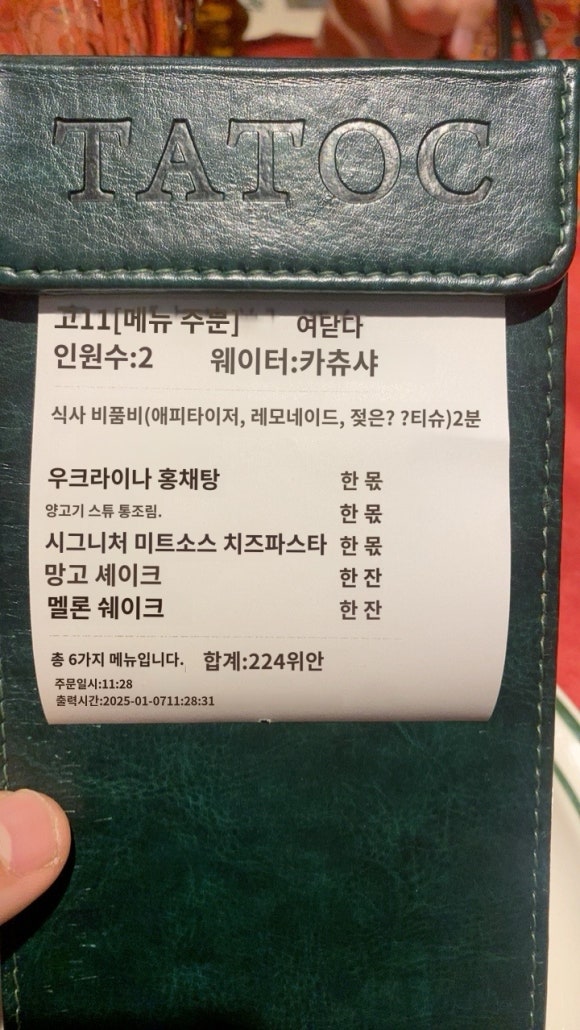 TATOC
고11[메뉴 주문] 여닫다
인원수:2 웨이터:카츄샤
식사 비품비(애피타이저, 레모네이드, 젖은? ?티슈)2분
우크라이나 홍채탕 한 몫
양고기 스튜 통조림. 한 몫
시그니처 미트소스 치즈파스타 한 몫
망고 셰이크 한 잔
멜론 쉐이크 한 잔
총 6가지 메뉴입니다. 합계:224위안
주문일시:11:28
출력시간:2025-01-0711:28:31